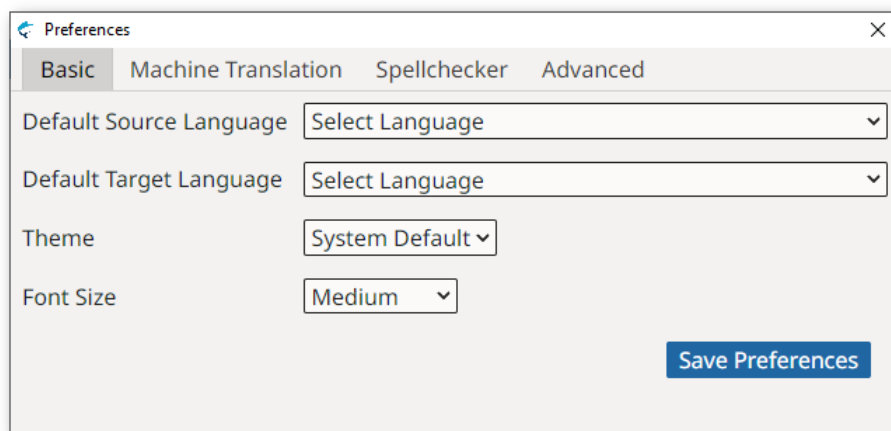 Preferences
Basic Machine Translation Spellchecker Advanced
Default Source Language Select Language
Default Target Language Select Language
Theme System Default
Font Size Medium
Save Preferences